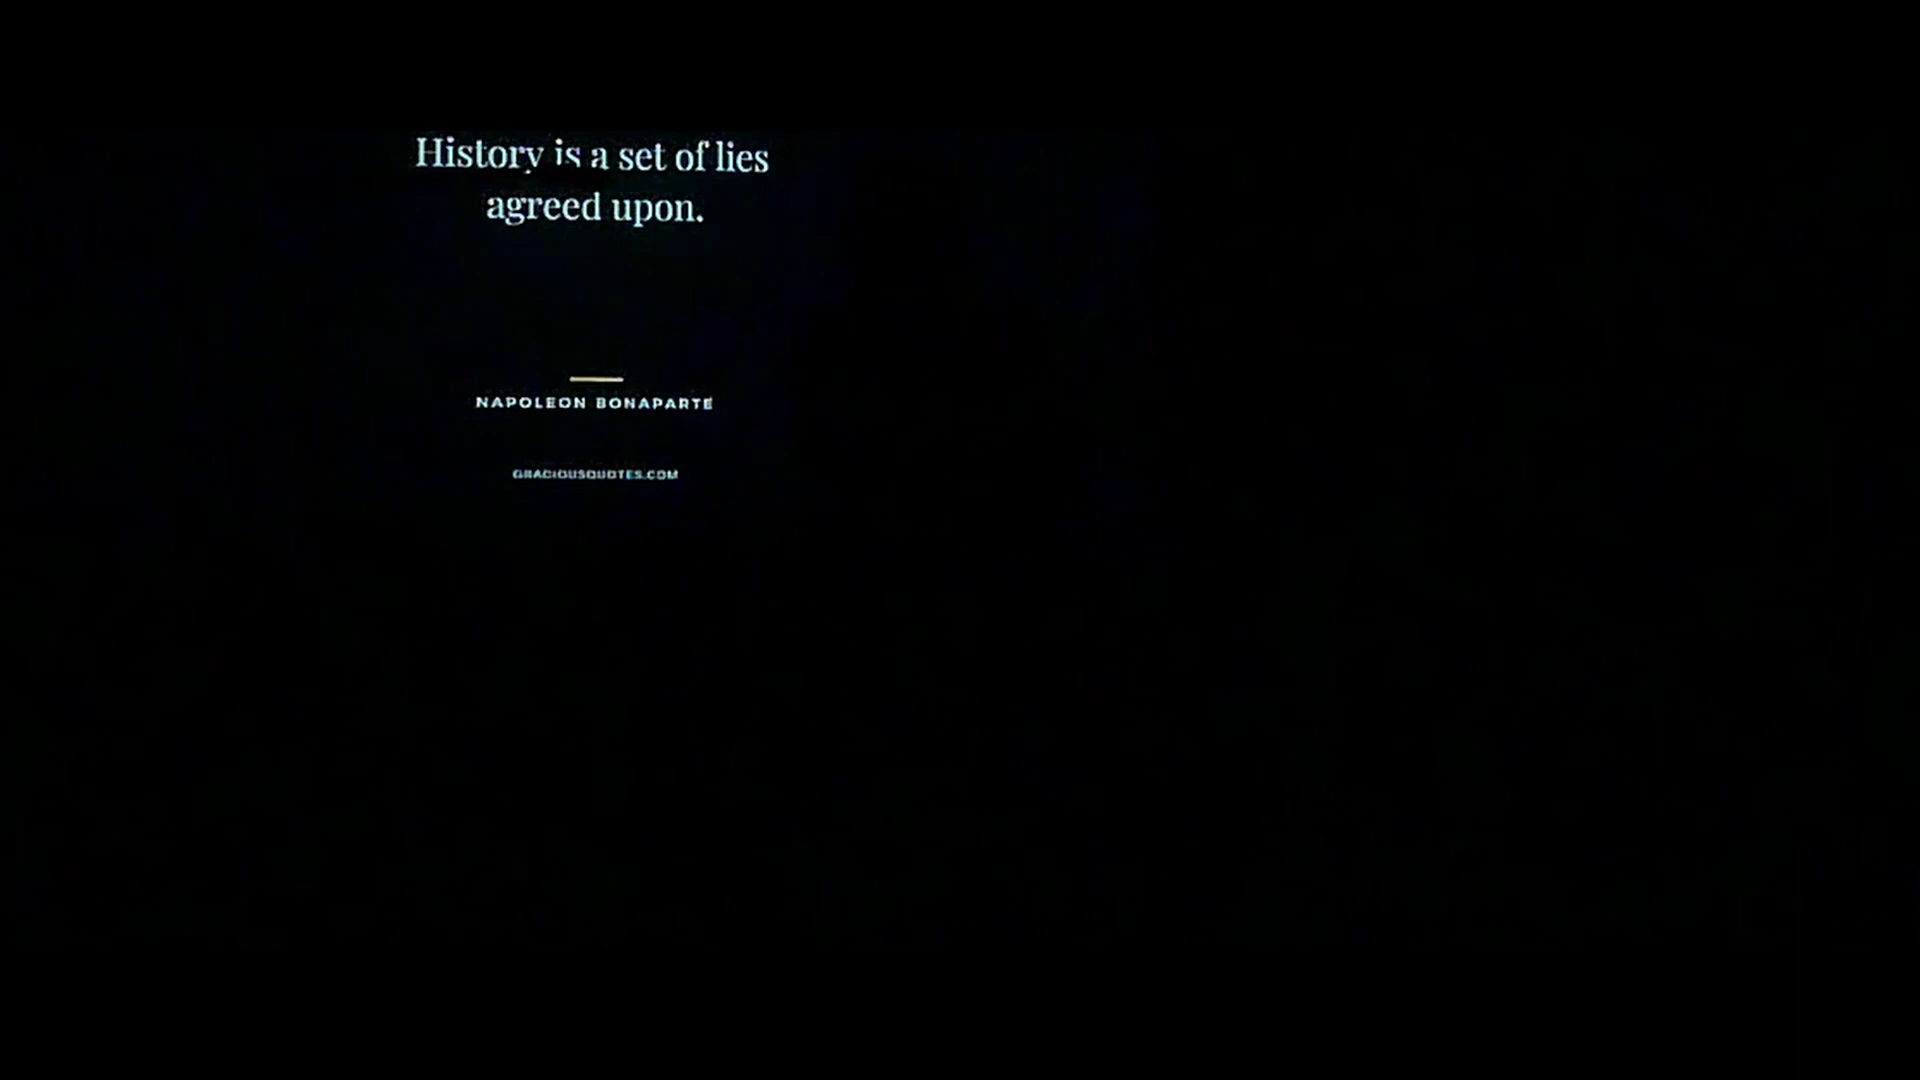 History is a set of lies
agreed upon.
NAPOLEON BONAPARTE
GRACIOUSQUOTES.COM